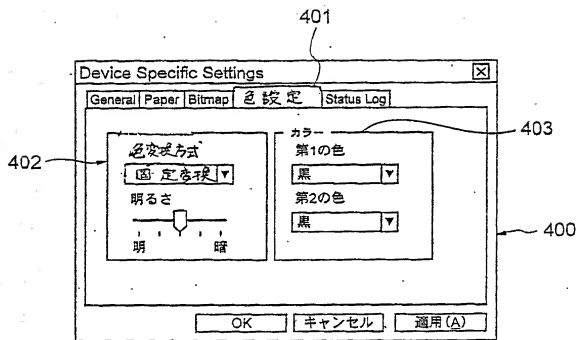 401
Device Specific Settings
General Paper Bitmap 色設定 Status Log
402
色変換方式
固定変換
明るさ
明 暗
カラー
403
第1の色
黒
第2の色
黒
400
OK キャンセル 適用(A)